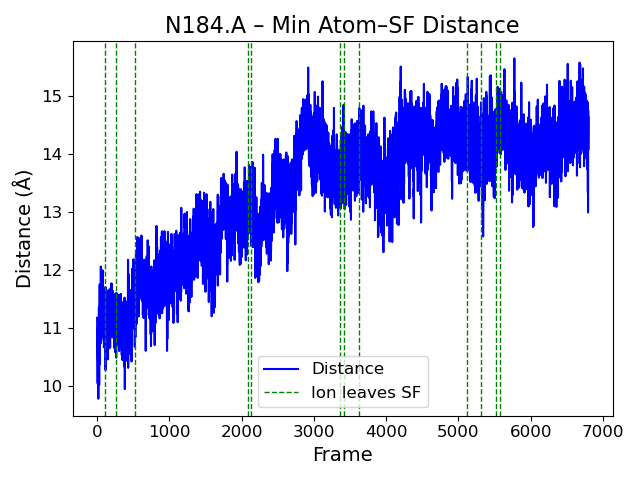 N184.A – Min Atom–SF Distance
15
14
13
12
11
10
Distance (Å)
Distance
Ion leaves SF
0 1000 2000 3000 4000 5000 6000 7000
Frame